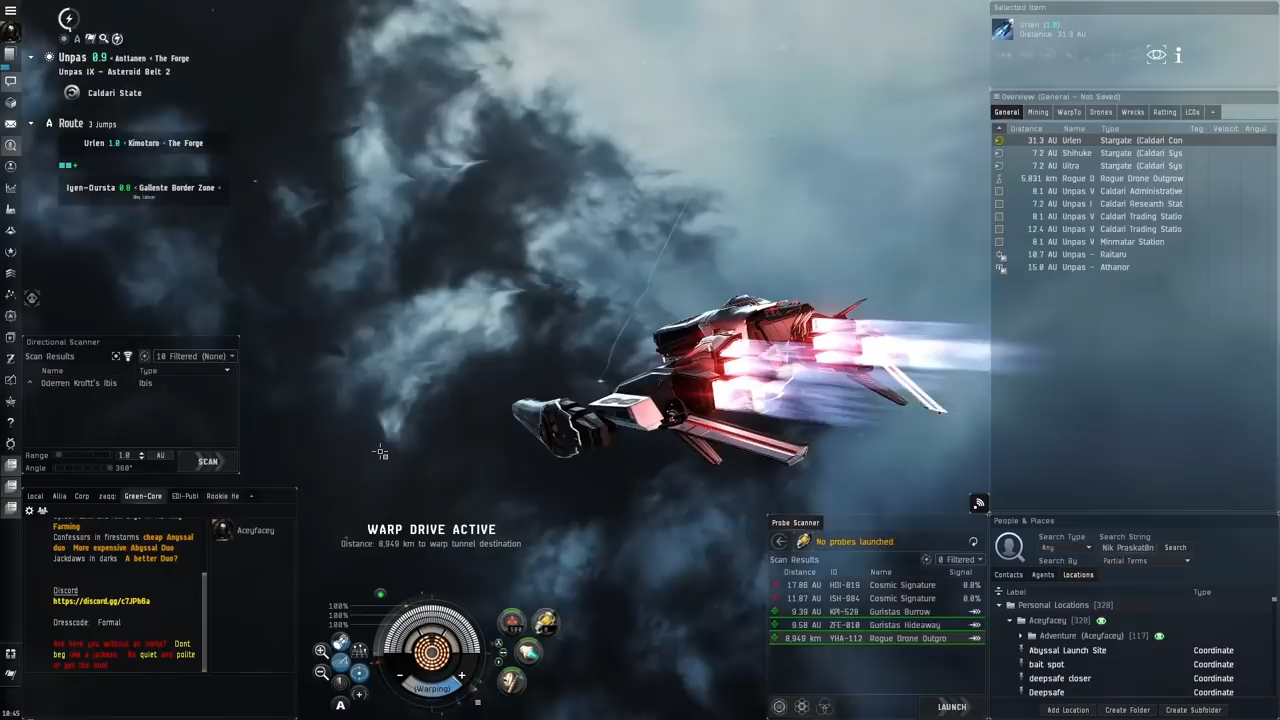 Unpas 0.9 < Anttanen < The Forge
Unpas IX - Asteroid Belt 2
Caldari State
Route 3 Jumps
Urlen 1.0 < Kimotoro < The Forge
Iyen-Oursta 0.8 < Gallente Border Zone <
Directional Scanner
Scan Results 10 Filtered (None)
Name Type
Oderren Kroftt's Ibis Ibis
Range 1.0 AU
Angle 360°
SCAN
Local Allia Corp zaqq: Green-Core EDI-Publ Rookie He +
Farming
Confessors in firestorms cheap Anyssal
duo More expensive Abyssal Duo
Jackdaws in darks A better Duo?
Discord
https://discord.gg/c7JPh6a
Dresscode: Formal
Dont
beg like a jackass Be quiet and polite
or get the boot
Aceyfacey
10:45
WARP DRIVE ACTIVE
Distance: 8,949 km to warp tunnel destination
100%
100%
100%
(Warping)
500
A
Selected Item
Urlen (1.0)
Distance: 31.3 AU
Overview (General - Not Saved)
General Mining WarpTo Drones Wrecks Ratting LCOs +
Distance Name Type Tag Velocit Angul
31.3 AU Urlen Stargate (Caldari Con
7.2 AU Shihuke Stargate (Caldari Sys
7.2 AU Uitra Stargate (Caldari Sys
5,831 km Rogue D Rogue Drone Outgrow
8.1 AU Unpas V Caldari Administrative
7.2 AU Unpas I Caldari Research Stat
8.1 AU Unpas V Caldari Trading Statio
12.4 AU Unpas V Caldari Trading Statio
8.1 AU Unpas V Minmatar Station
10.7 AU Unpas - Raitaru
15.0 AU Unpas - Athanor
Probe Scanner
No probes launched.
Scan Results 0 Filtered
Distance ID Name Signal
17.86 AU HDI-819 Cosmic Signature 0.0%
11.87 AU ISH-984 Cosmic Signature 0.0%
9.39 AU KPI-528 Guristas Burrow
9.58 AU ZFE-010 Guristas Hideaway
8,949 km YHA-112 Rogue Drone Outgro
LAUNCH
People & Places
Search Type Search String
Any Nik Praskat0n Search
Search By Partial Terms
Contacts Agents Locations
Label Type
Personal Locations [328]
Aceyfacey [328]
Adventure (Aceyfacey) [117]
Abyssal Launch Site Coordinate
bait spot Coordinate
deepsafe closer Coordinate
Deepsafe Coordinate
Add Location Create Folder Create Subfolder